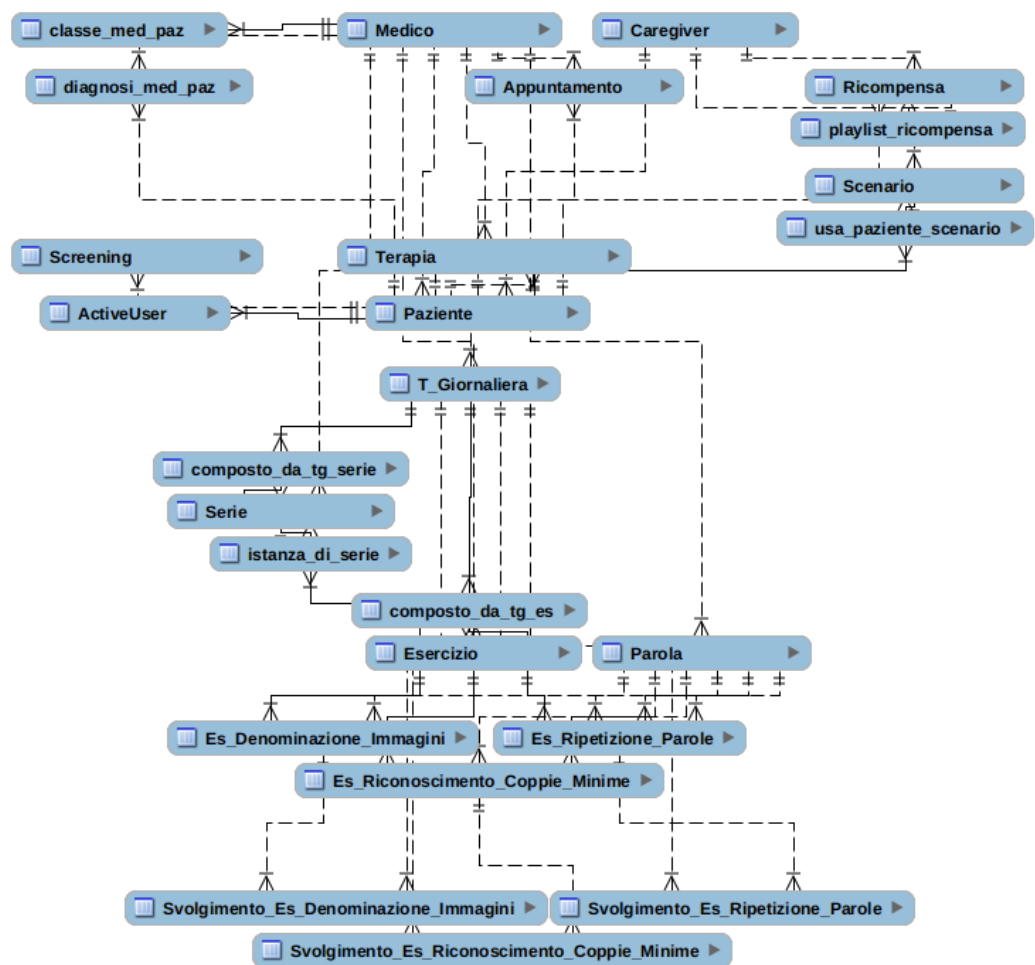 classe_med_paz
Medico
Caregiver
diagnosi_med_paz
Appuntamento
Ricompensa
playlist_ricompensa
Scenario
usa_paziente_scenario
Screening
Terapia
ActiveUser
Paziente
T_Giornaliera
composto_da_tg_serie
Serie
istanza_di_serie
composto_da_tg_es
Esercizio
Parola
Es_Denominazione_Immagini
Es_Ripetizione_Parole
Es_Riconoscimento_Coppie_Minime
Svolgimento_Es_Denominazione_Immagini
Svolgimento_Es_Ripetizione_Parole
Svolgimento_Es_Riconoscimento_Coppie_Minime